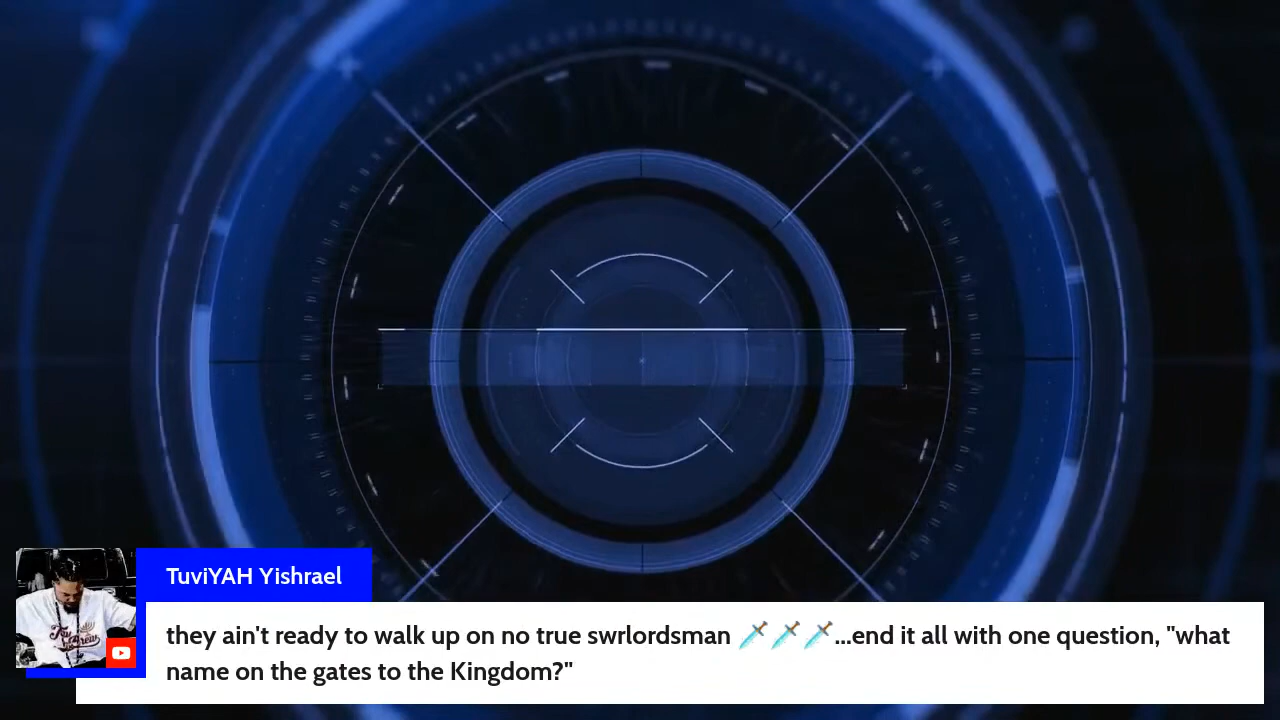 TuviYAH Yishrael
they ain't ready to walk up on no true swrlordsman 🗡️🗡️🗡️...end it all with one question, "what
name on the gates to the Kingdom?"